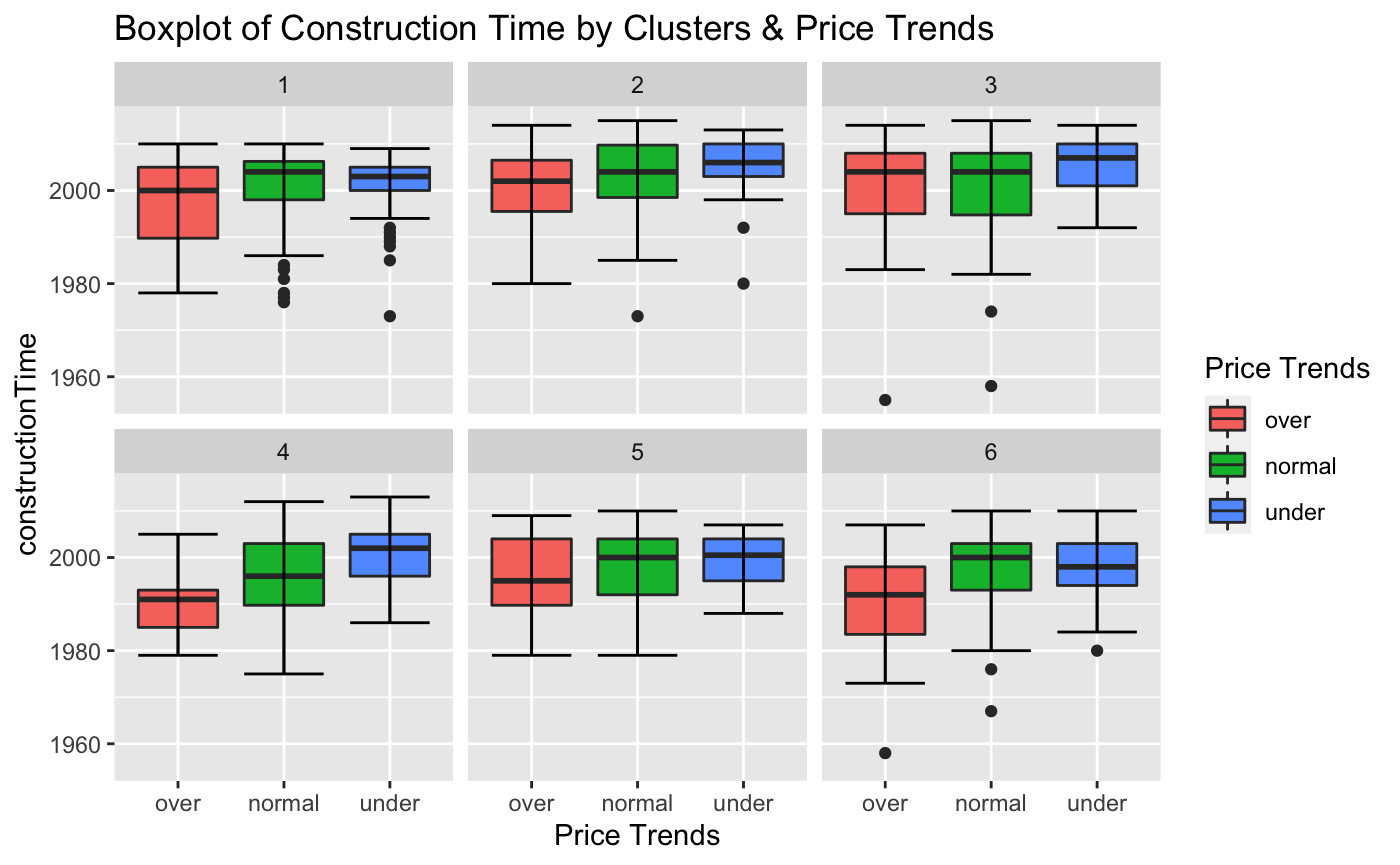 Boxplot of Construction Time by Clusters & Price Trends
1
2
3
2000
1980
1960
4
5
6
2000
1980
1960
constructionTime
over normal under
over normal under
over normal under
Price Trends
Price Trends
over
normal
under